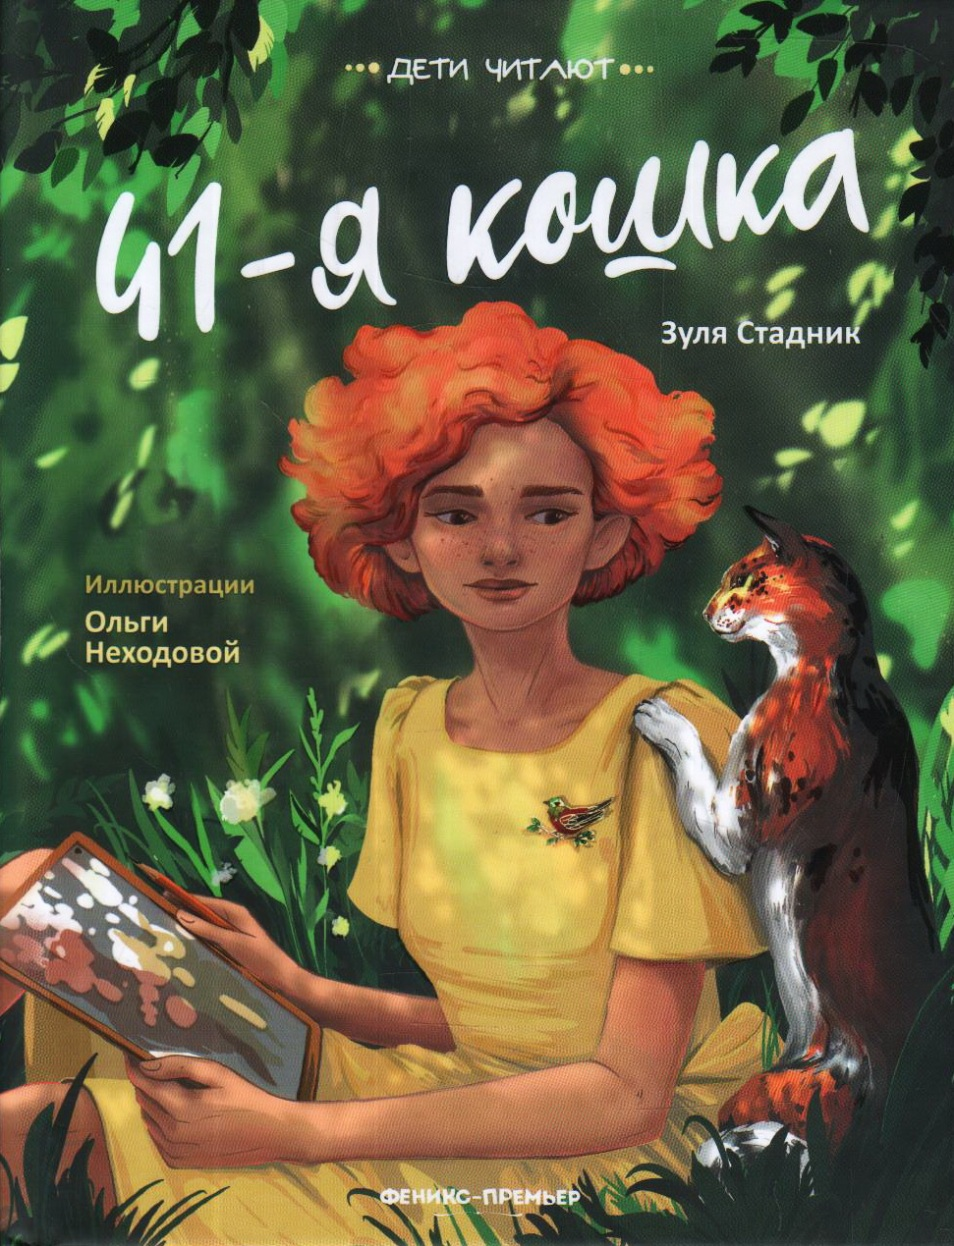 ДЕТИ ЧИТАЮТ
41-я кошка
Зуля Стадник
Иллюстрации
Ольги
Неходовой
ФЕНИКС-ПРЕМЬЕР